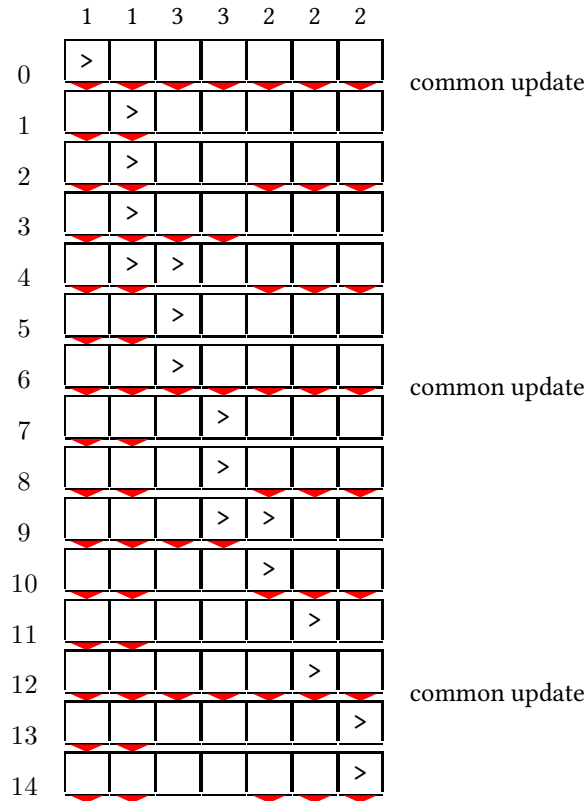 1 1 3 3 2 2 2
0 > common update
1 >
2 >
3 >
4 > >
5 >
6 > common update
7 >
8 >
9 > >
10 >
11 >
12 > common update
13 >
14 >